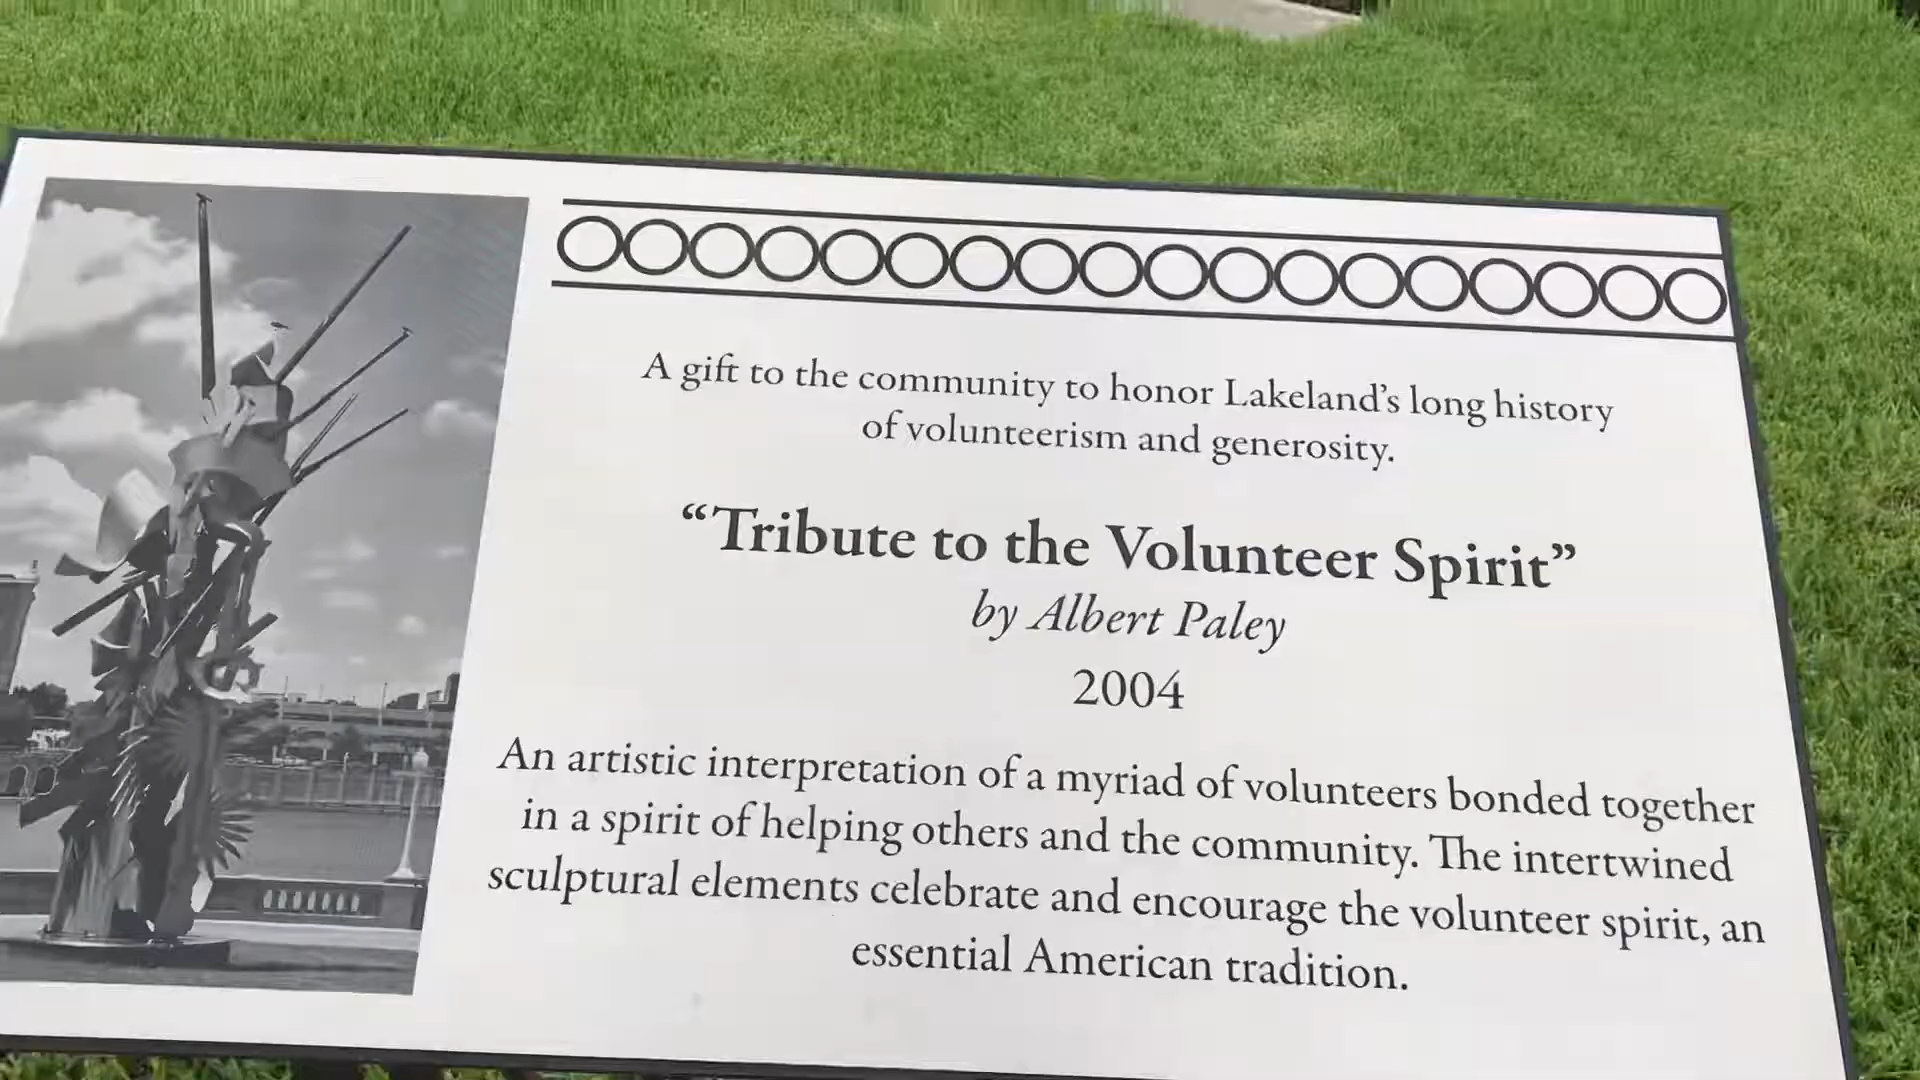 A gift to the community to honor Lakeland’s long history
of volunteerism and generosity.
“Tribute to the Volunteer Spirit”
by Albert Paley
2004
An artistic interpretation of a myriad of volunteers bonded together
in a spirit of helping others and the community. The intertwined
sculptural elements celebrate and encourage the volunteer spirit, an
essential American tradition.